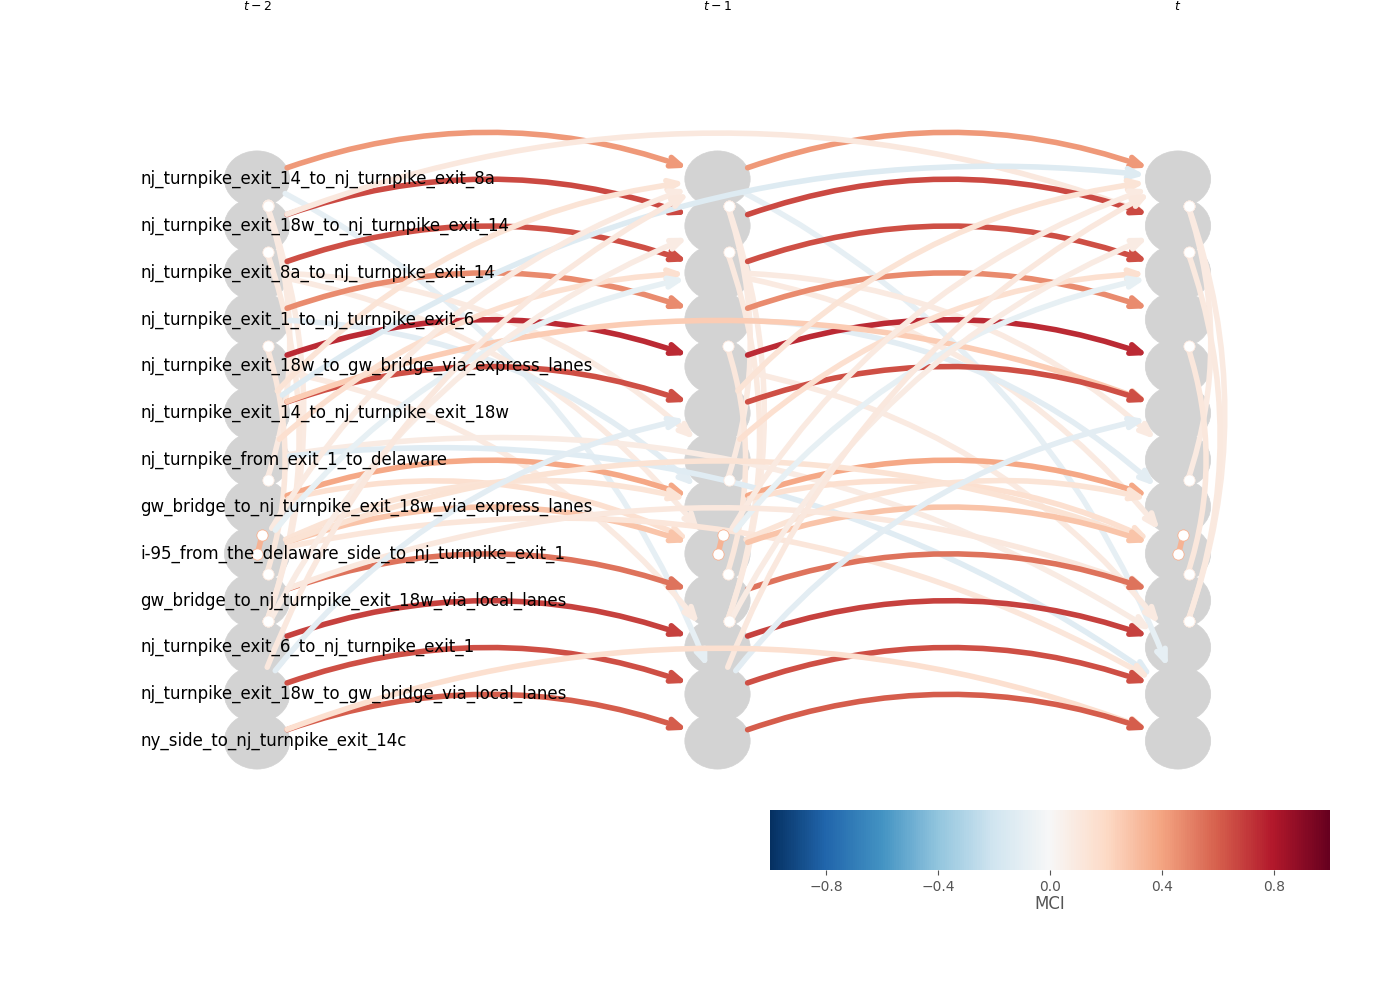 t − 2 t − 1 t
nj_turnpike_exit_14_to_nj_turnpike_exit_8a
nj_turnpike_exit_18w_to_nj_turnpike_exit_14
nj_turnpike_exit_8a_to_nj_turnpike_exit_14
nj_turnpike_exit_1_to_nj_turnpike_exit_6
nj_turnpike_exit_18w_to_gw_bridge_via_express_lanes
nj_turnpike_exit_14_to_nj_turnpike_exit_18w
nj_turnpike_from_exit_1_to_delaware
gw_bridge_to_nj_turnpike_exit_18w_via_express_lanes
i-95_from_the_delaware_side_to_nj_turnpike_exit_1
gw_bridge_to_nj_turnpike_exit_18w_via_local_lanes
nj_turnpike_exit_6_to_nj_turnpike_exit_1
nj_turnpike_exit_18w_to_gw_bridge_via_local_lanes
ny_side_to_nj_turnpike_exit_14c
−0.8 −0.4 0.0 0.4 0.8
MCI